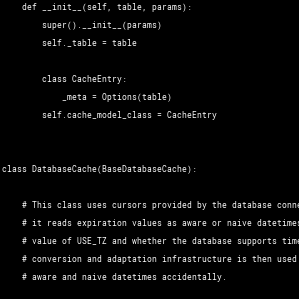 def __init__(self, table, params):
super().__init__(params)
self._table = table
class CacheEntry:
_meta = Options(table)
self.cache_model_class = CacheEntry
class DatabaseCache(BaseDatabaseCache):
# This class uses cursors provided by the database conne
# it reads expiration values as aware or naive datetimes
# value of USE_TZ and whether the database supports time
# conversion and adaptation infrastructure is then used
# aware and naive datetimes accidentally.